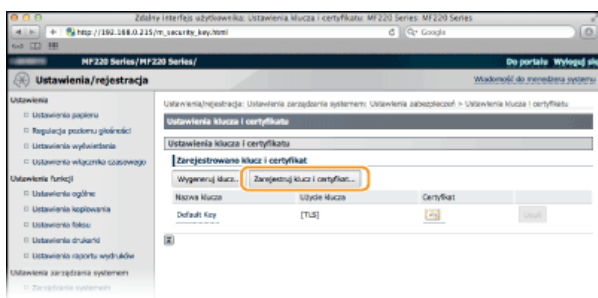 Zdalny interfejs użytkownika: Ustawienia klucza i certyfikatu: MF220 Series: MF220 Series
http://192.168.0.215/m_security_key.html
Google
MF220 Series/MF220 Series/
Do portalu Wyloguj się
Ustawienia/rejestracja
Wiadomość do menedżera systemu
Ustawienia
Ustawienia papieru
Regulacja poziomu głośności
Ustawienia wyświetlania
Ustawienia włącznika czasowego
Ustawienia funkcji
Ustawienia ogólne
Ustawienia kopiowania
Ustawienia faksu
Ustawienia drukarki
Ustawienia raportu wydruków
Ustawienia zarządzania systemem
Zarządzanie systemem
Ustawienia/rejestracja: Ustawienia zarządzania systemem: Ustawienia zabezpieczeń > Ustawienia klucza i certyfikatu
Ustawienia klucza i certyfikatu
Ustawienia klucza i certyfikatu
Zarejestrowano klucz i certyfikat
Wygeneruj klucz...
Zarejestruj klucz i certyfikat...
Nazwa klucza
Użycie klucza
Certyfikat
Default Key
[TLS]
Usuń